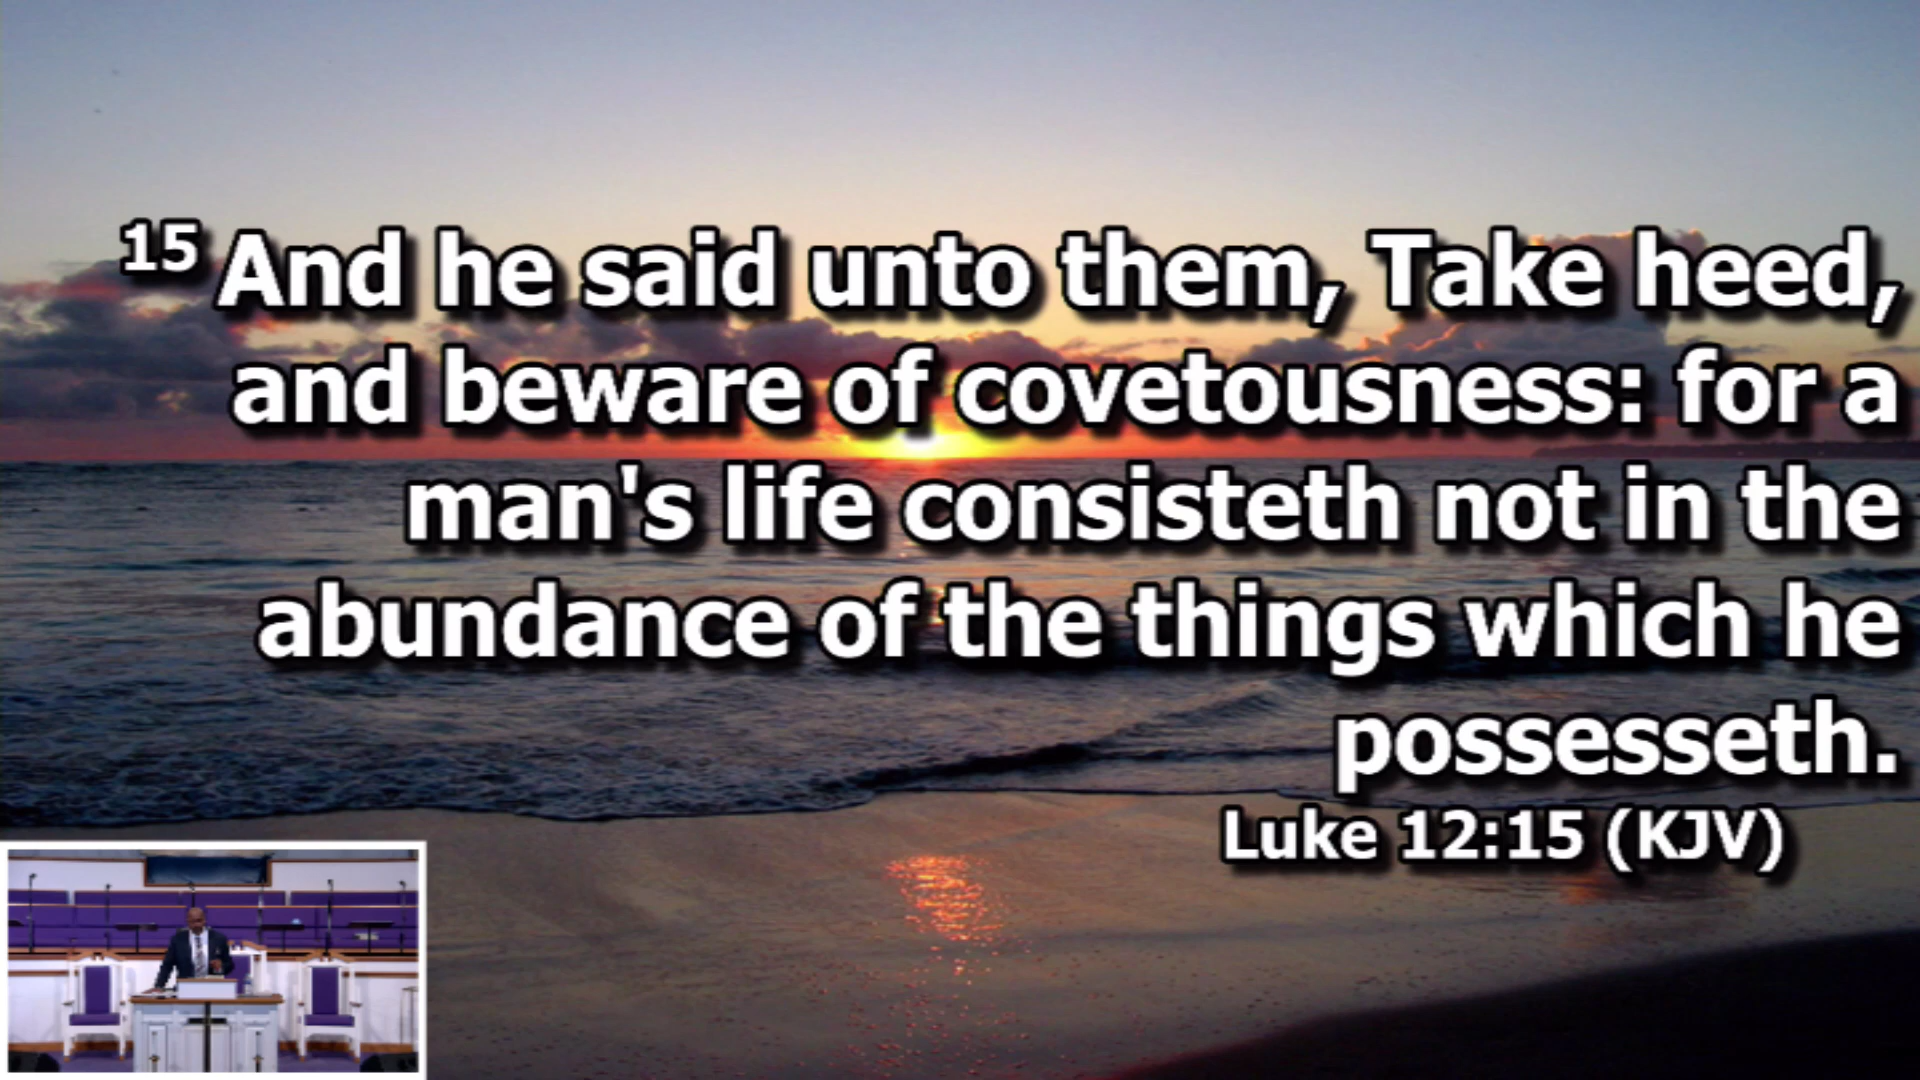 15 And he said unto them, Take heed,
and beware of covetousness: for a
man's life consisteth not in the
abundance of the things which he
possesseth.
Luke 12:15 (KJV)